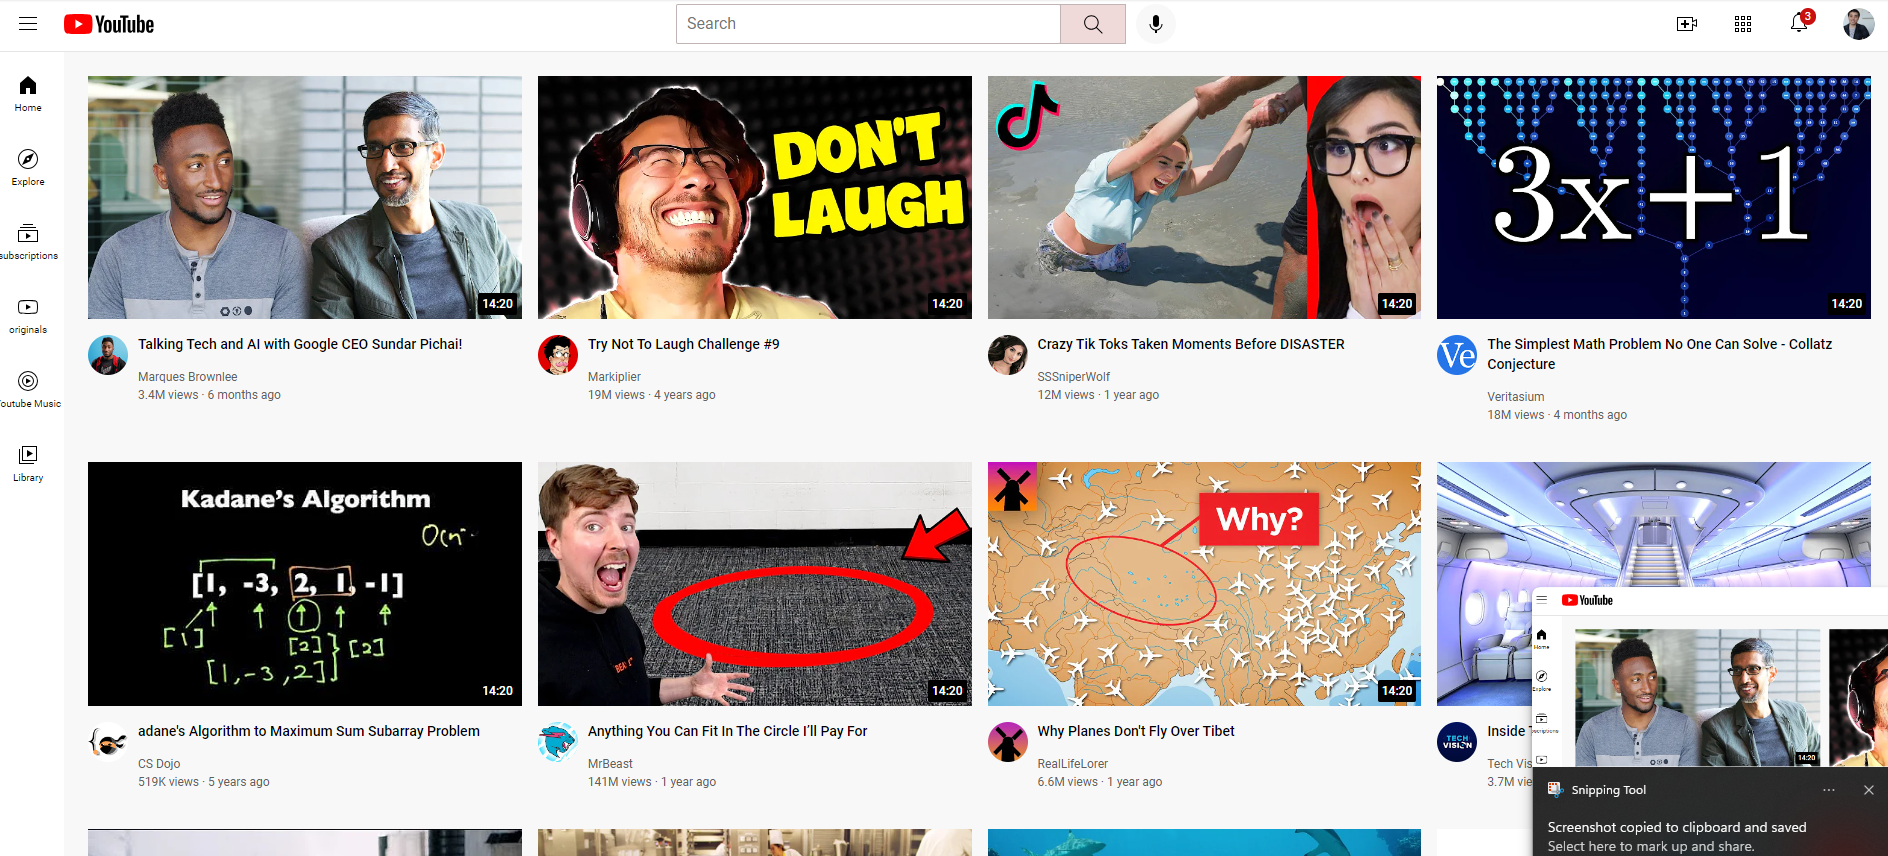 YouTube
Search
3
Home
Explore
subscriptions
originals
outube Music
Library
14:20
Talking Tech and AI with Google CEO Sundar Pichai!
Marques Brownlee
3.4M views · 6 months ago
DON'T
LAUGH
14:20
Try Not To Laugh Challenge #9
Markiplier
19M views · 4 years ago
14:20
Crazy Tik Toks Taken Moments Before DISASTER
SSSniperWolf
12M views · 1 year ago
3x+1
14:20
Ve
The Simplest Math Problem No One Can Solve - Collatz
Conjecture
Veritasium
18M views · 4 months ago
Kadane's Algorithm
O(n
[1, -3, 2, 1, -1]
[1]
[2]
[2]
[1,-3,2]
14:20
adane's Algorithm to Maximum Sum Subarray Problem
CS Dojo
519K views · 5 years ago
14:20
Anything You Can Fit In The Circle I'll Pay For
MrBeast
141M views · 1 year ago
Why?
14:20
Why Planes Don't Fly Over Tibet
RealLifeLorer
6.6M views · 1 year ago
TECH
VISION
Inside
Tech Vis
3.7M vie
YouTube
Home
Explore
14:20
Snipping Tool
Screenshot copied to clipboard and saved
Select here to mark up and share.